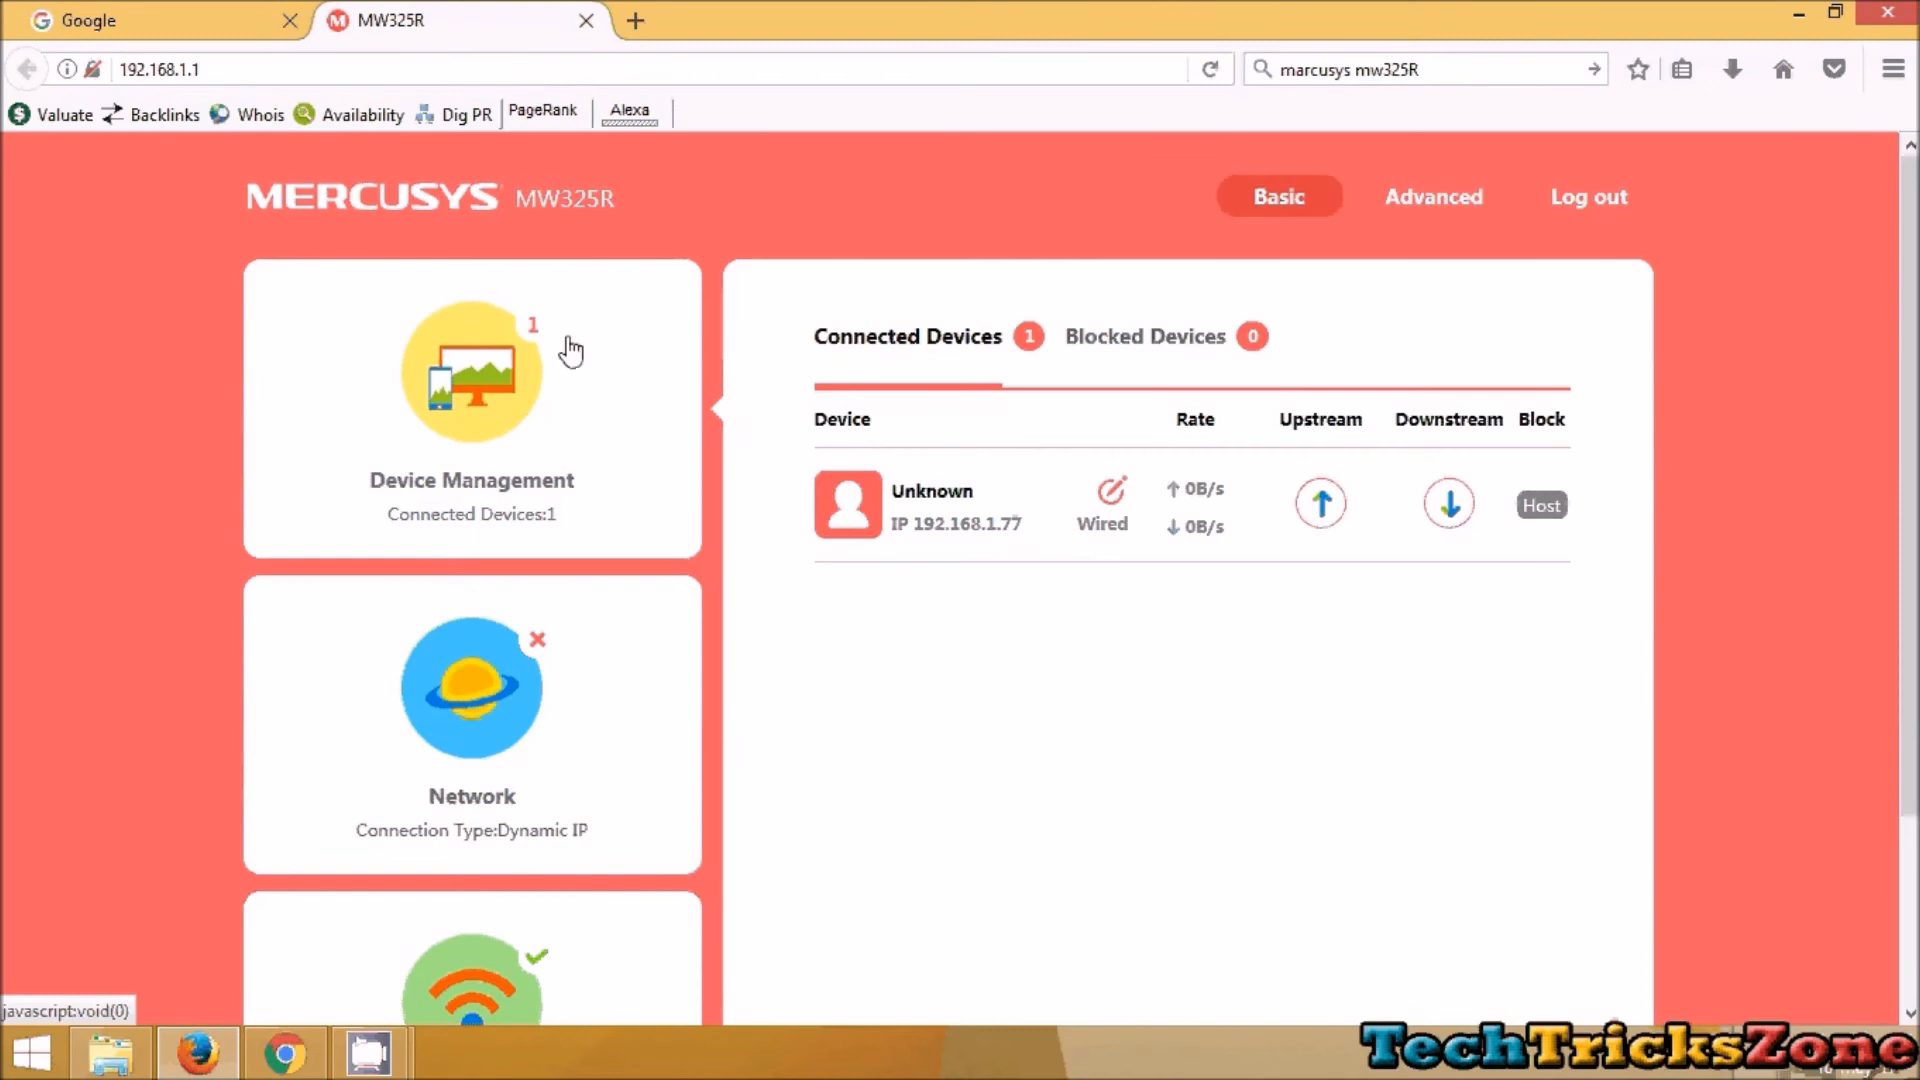 Google
MW325R
192.168.1.1
marcusys mw325R
Valuate Backlinks Whois Availability Dig PR PageRank Alexa
MERCUSYS MW325R
Basic Advanced Log out
1
Device Management
Connected Devices:1
Network
Connection Type:Dynamic IP
Connected Devices 1 Blocked Devices 0
Device Rate Upstream Downstream Block
Unknown
IP 192.168.1.77
Wired
0B/s
0B/s
Host
javascript:void(0)
TechTricksZone